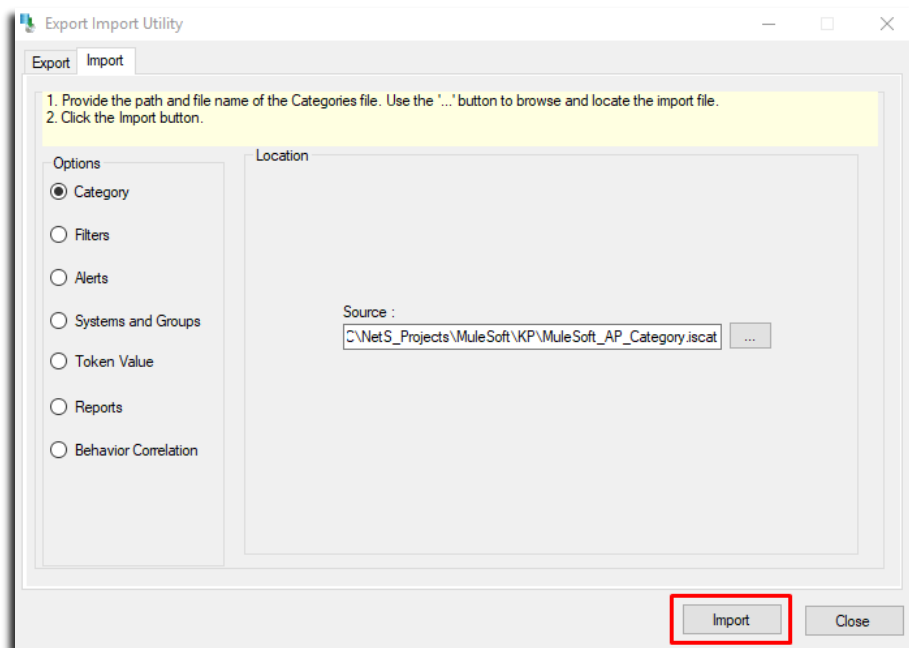 Export Import Utility
Export
Import
1. Provide the path and file name of the Categories file. Use the '...' button to browse and locate the import file.
2. Click the Import button.
Options
Category
Filters
Alerts
Systems and Groups
Token Value
Reports
Behavior Correlation
Location
Source :
C\NetS_Projects\MuleSoft\KP\MuleSoft_AP_Category.iscat
...
Import
Close